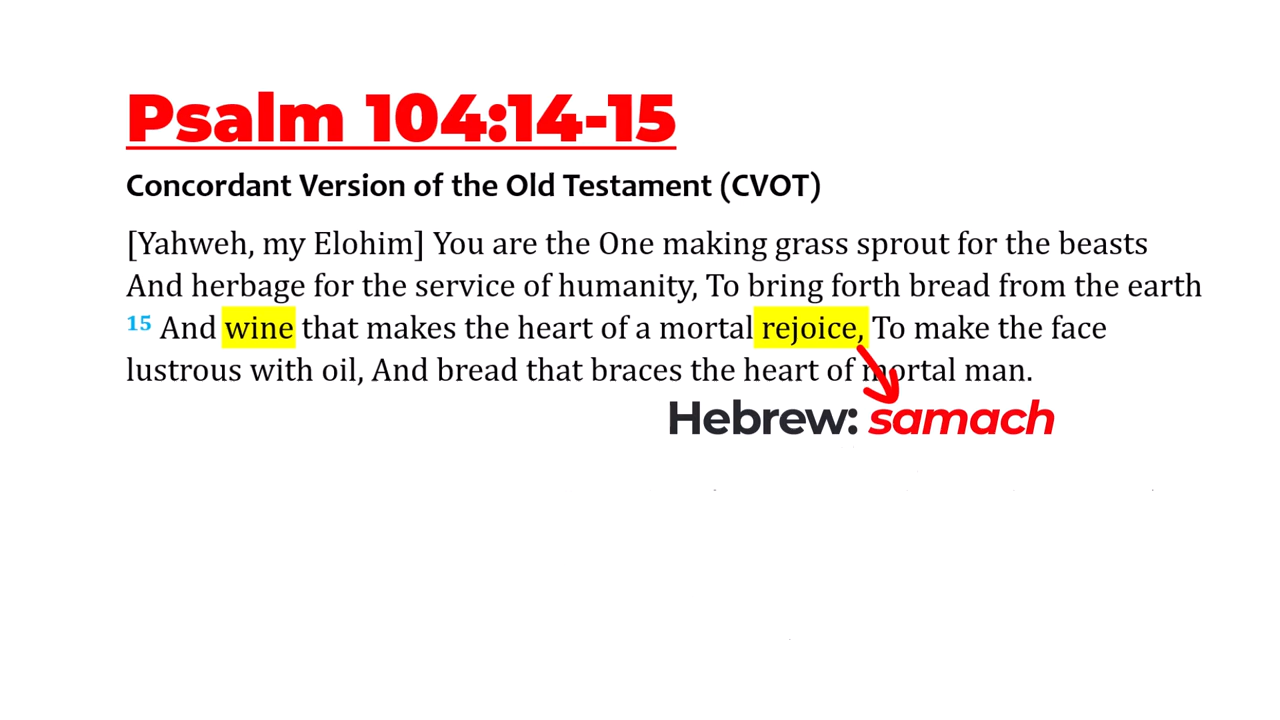 Psalm 104:14-15
Concordant Version of the Old Testament (CVOT)
[Yahweh, my Elohim] You are the One making grass sprout for the beasts
And herbage for the service of humanity, To bring forth bread from the earth
15 And wine that makes the heart of a mortal rejoice, To make the face
lustrous with oil, And bread that braces the heart of mortal man.
Hebrew: samach